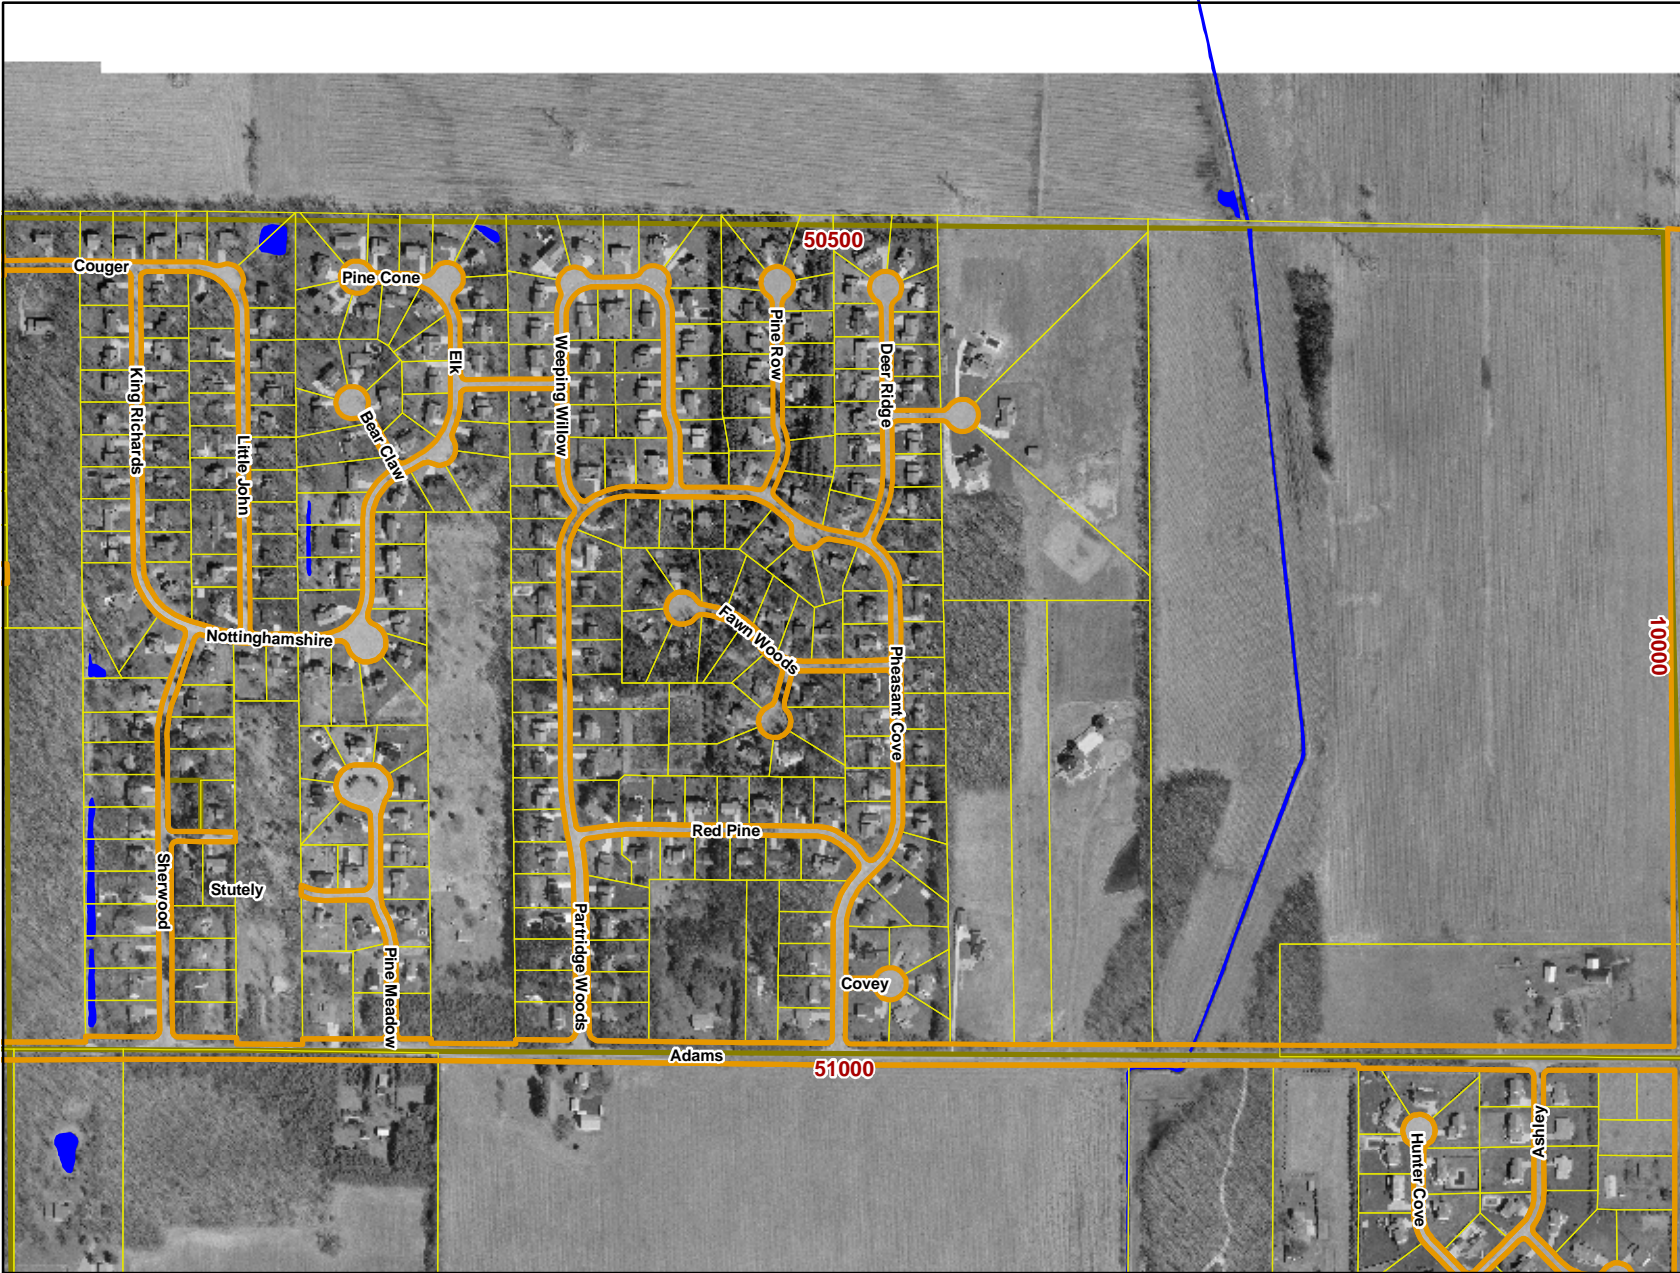 50500
Couger
Pine Cone
Pine Row
Weeping Willow
Elk
Deer Ridge
King Richards
Bear Claw
Little John
10000
Nottinghamshire
Fawn Woods
Pheasant Cove
Red Pine
Sherwood
Stutely
Partridge Woods
Pine Meadow
Covey
Adams
51000
Ashley
Hunter Cove